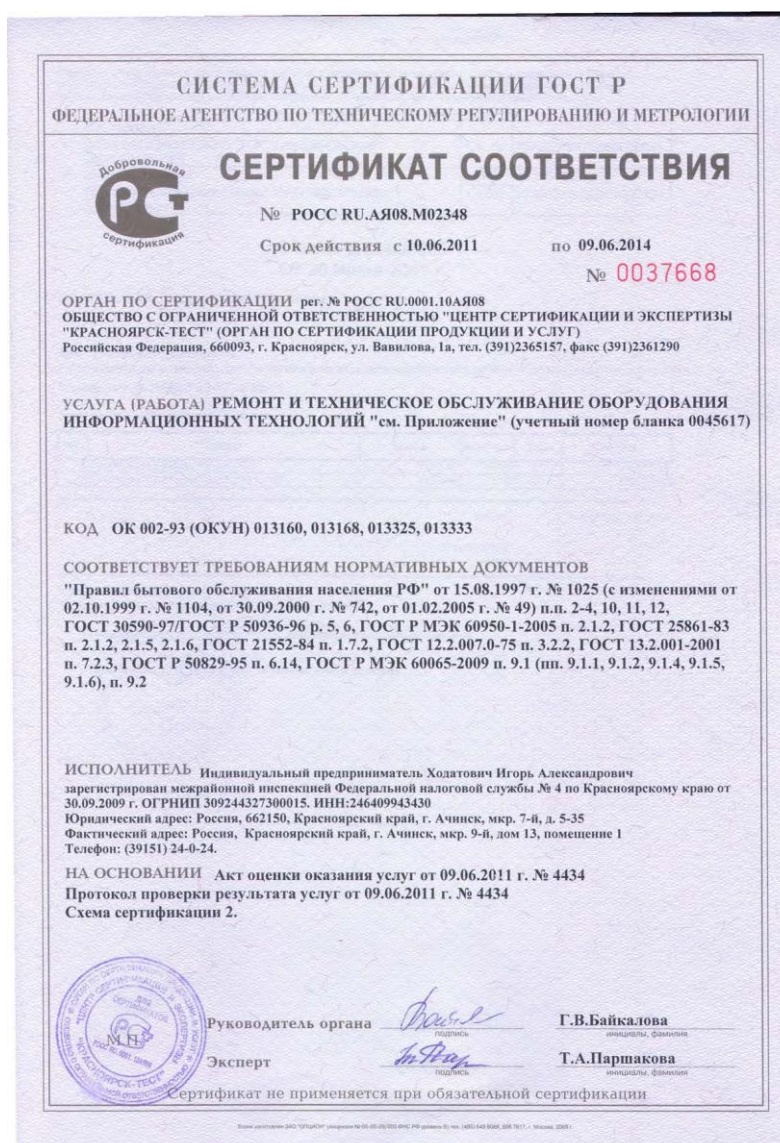 СИСТЕМА СЕРТИФИКАЦИИ ГОСТ Р
ФЕДЕРАЛЬНОЕ АГЕНТСТВО ПО ТЕХНИЧЕСКОМУ РЕГУЛИРОВАНИЮ И МЕТРОЛОГИИ
Добровольная
РСТ
сертификация
СЕРТИФИКАТ СООТВЕТСТВИЯ
№ РОСС RU.АЯ08.М02348
Срок действия с 10.06.2011 по 09.06.2014
№ 0037668
ОРГАН ПО СЕРТИФИКАЦИИ рег. № РОСС RU.0001.10АЯ08
ОБЩЕСТВО С ОГРАНИЧЕННОЙ ОТВЕТСТВЕННОСТЬЮ "ЦЕНТР СЕРТИФИКАЦИИ И ЭКСПЕРТИЗЫ
"КРАСНОЯРСК-ТЕСТ" (ОРГАН ПО СЕРТИФИКАЦИИ ПРОДУКЦИИ И УСЛУГ)
Российская Федерация, 660093, г. Красноярск, ул. Вавилова, 1а, тел. (391)2365157, факс (391)2361290
УСЛУГА (РАБОТА) РЕМОНТ И ТЕХНИЧЕСКОЕ ОБСЛУЖИВАНИЕ ОБОРУДОВАНИЯ
ИНФОРМАЦИОННЫХ ТЕХНОЛОГИЙ "см. Приложение" (учетный номер бланка 0045617)
КОД ОК 002-93 (ОКУН) 013160, 013168, 013325, 013333
СООТВЕТСТВУЕТ ТРЕБОВАНИЯМ НОРМАТИВНЫХ ДОКУМЕНТОВ
"Правил бытового обслуживания населения РФ" от 15.08.1997 г. № 1025 (с изменениями от
02.10.1999 г. № 1104, от 30.09.2000 г. № 742, от 01.02.2005 г. № 49) п.п. 2-4, 10, 11, 12,
ГОСТ 30590-97/ГОСТ Р 50936-96 р. 5, 6, ГОСТ Р МЭК 60950-1-2005 п. 2.1.2, ГОСТ 25861-83
п. 2.1.2, 2.1.5, 2.1.6, ГОСТ 21552-84 п. 1.7.2, ГОСТ 12.2.007.0-75 п. 3.2.2, ГОСТ 13.2.001-2001
п. 7.2.3, ГОСТ Р 50829-95 п. 6.14, ГОСТ Р МЭК 60065-2009 п. 9.1 (пп. 9.1.1, 9.1.2, 9.1.4, 9.1.5,
9.1.6), п. 9.2
ИСПОЛНИТЕЛЬ Индивидуальный предприниматель Ходатович Игорь Александрович
зарегистрирован межрайонной инспекцией Федеральной налоговой службы № 4 по Красноярскому краю от
30.09.2009 г. ОГРНИП 309244327300015. ИНН:246409943430
Юридический адрес: Россия, 662150, Красноярский край, г. Ачинск, мкр. 7-й, д. 5-35
Фактический адрес: Россия, Красноярский край, г. Ачинск, мкр. 9-й, дом 13, помещение 1
Телефон: (39151) 24-0-24.
НА ОСНОВАНИИ Акт оценки оказания услуг от 09.06.2011 г. № 4434
Протокол проверки результата услуг от 09.06.2011 г. № 4434
Схема сертификации 2.
М.П.
Руководитель органа
подпись
Г.В.Байкалова
инициалы, фамилия
Эксперт
подпись
Т.А.Паршакова
инициалы, фамилия
Сертификат не применяется при обязательной сертификации